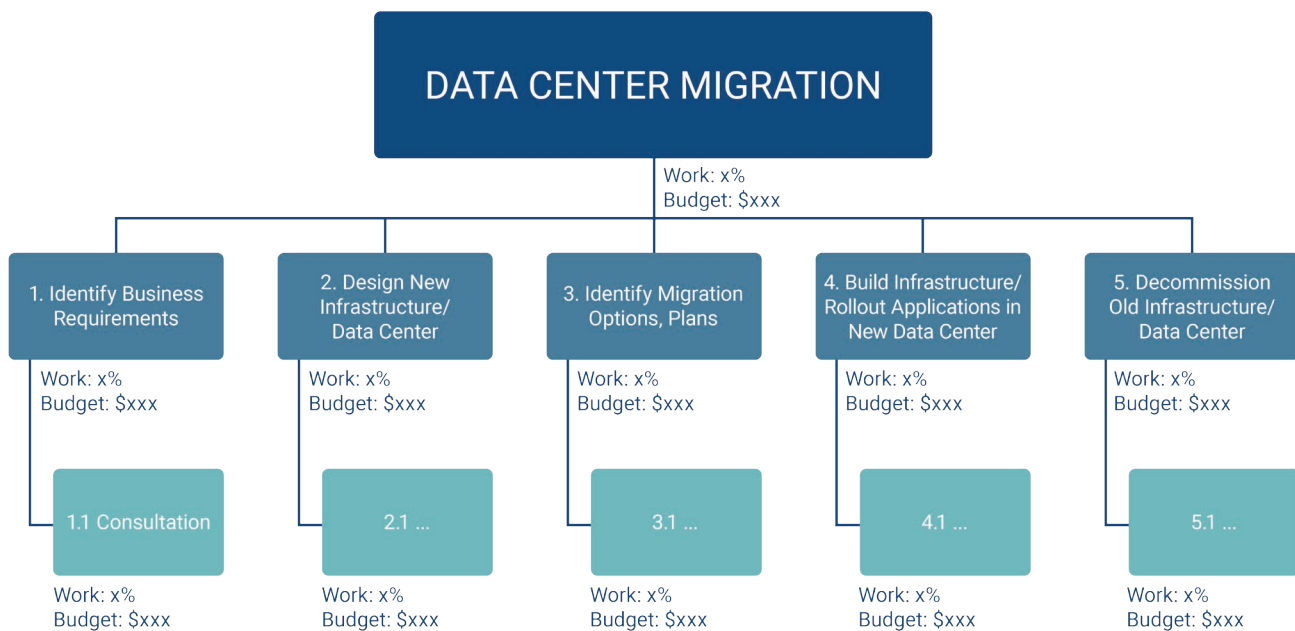 DATA CENTER MIGRATION
Work: x%
Budget: $xxx
1. Identify Business
Requirements
Work: x%
Budget: $xxx
1.1 Consultation
Work: x%
Budget: $xxx
2. Design New
Infrastructure/
Data Center
Work: x%
Budget: $xxx
2.1 ...
Work: x%
Budget: $xxx
3. Identify Migration
Options, Plans
Work: x%
Budget: $xxx
3.1 ...
Work: x%
Budget: $xxx
4. Build Infrastructure/
Rollout Applications in
New Data Center
Work: x%
Budget: $xxx
4.1 ...
Work: x%
Budget: $xxx
5. Decommission
Old Infrastructure/
Data Center
Work: x%
Budget: $xxx
5.1 ...
Work: x%
Budget: $xxx